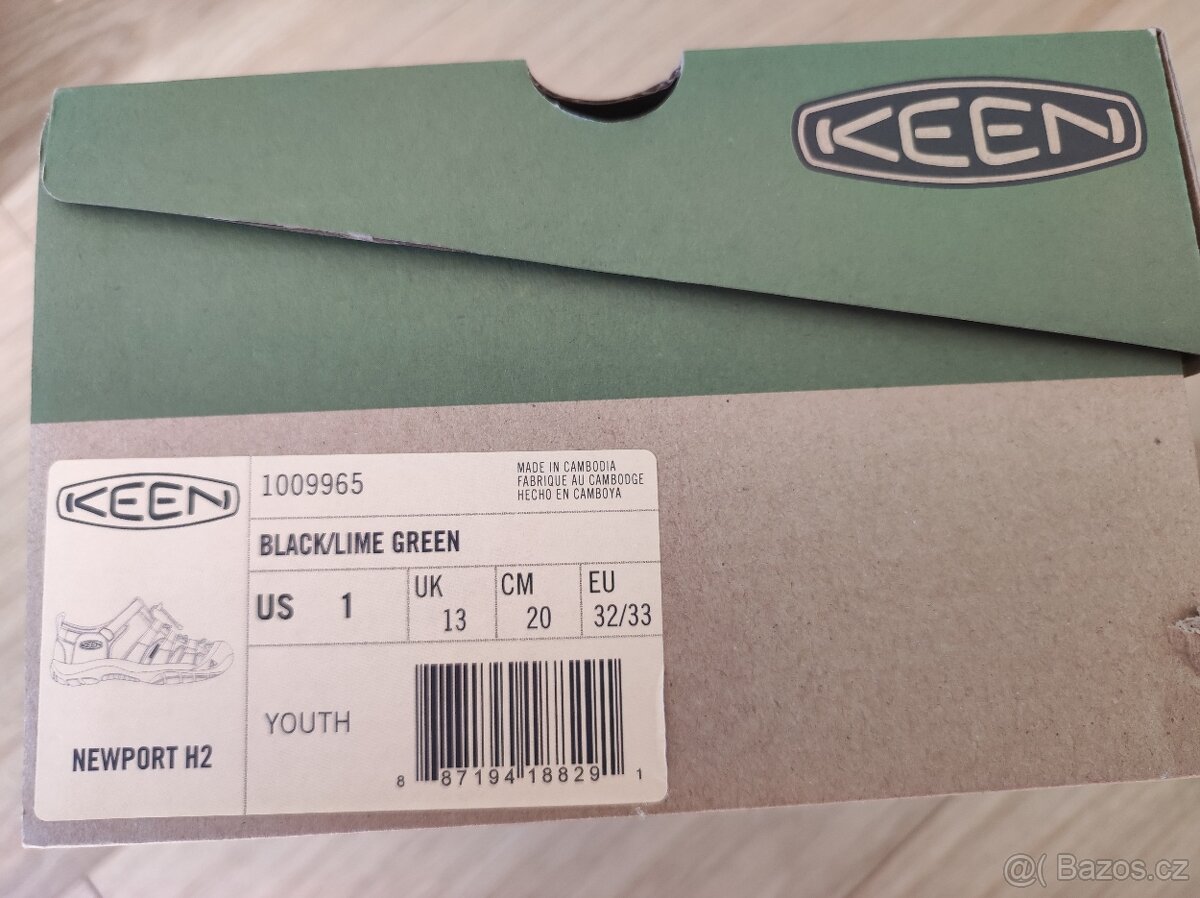 KEEN
KEEN
1009965
MADE IN CAMBODIA
FABRIQUE AU CAMBODGE
HECHO EN CAMBOYA
BLACK/LIME GREEN
US 1
UK 13
CM 20
EU 32/33
KEEN
NEWPORT H2
YOUTH
8 87194 18829 1
@( Bazos.cz